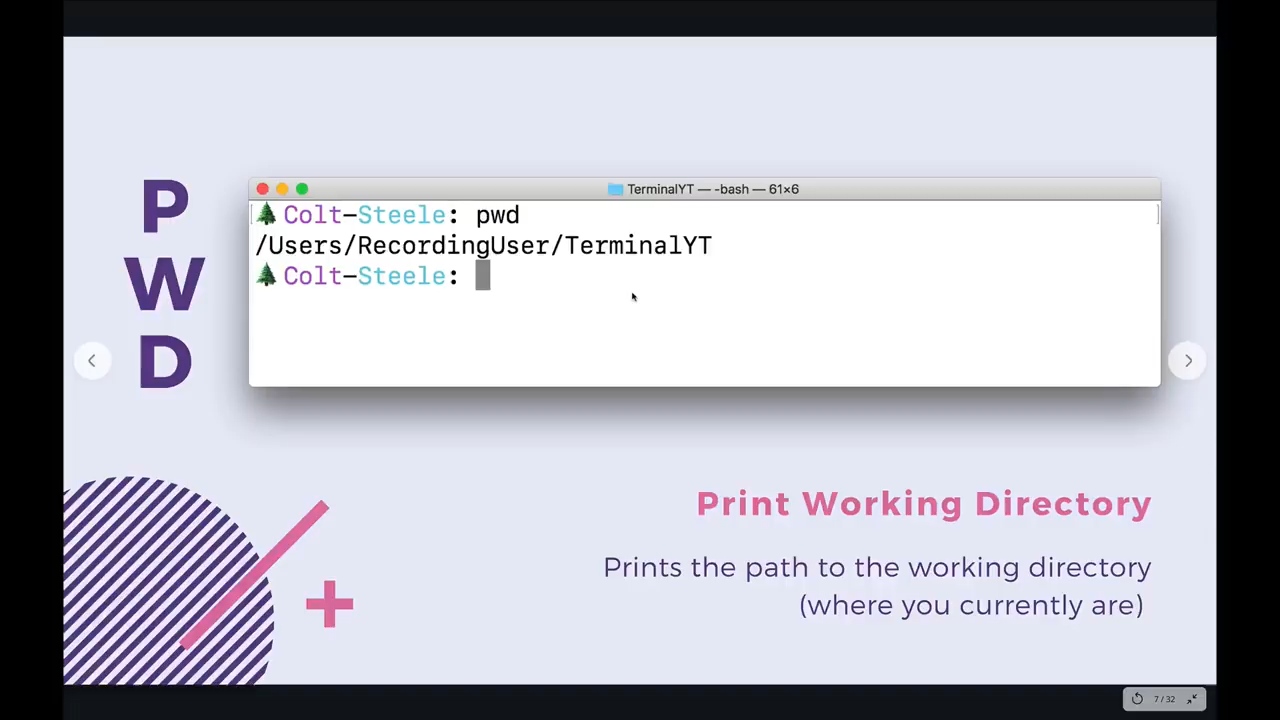 P
W
D
TerminalYT — -bash — 61×6
Colt-Steele: pwd
/Users/RecordingUser/TerminalYT
Colt-Steele:
Print Working Directory
Prints the path to the working directory
(where you currently are)
7 / 32